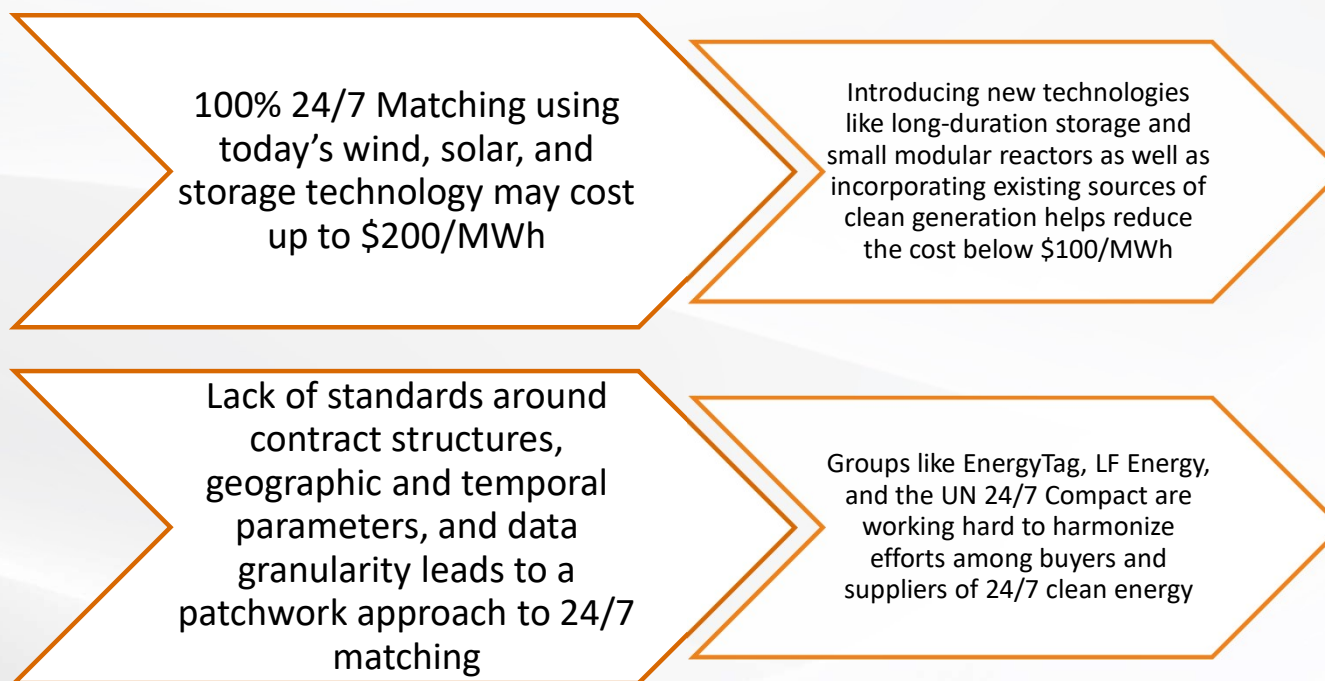 100% 24/7 Matching using
today’s wind, solar, and
storage technology may cost
up to $200/MWh
Introducing new technologies
like long-duration storage and
small modular reactors as well as
incorporating existing sources of
clean generation helps reduce
the cost below $100/MWh
Lack of standards around
contract structures,
geographic and temporal
parameters, and data
granularity leads to a
patchwork approach to 24/7
matching
Groups like EnergyTag, LF Energy,
and the UN 24/7 Compact are
working hard to harmonize
efforts among buyers and
suppliers of 24/7 clean energy